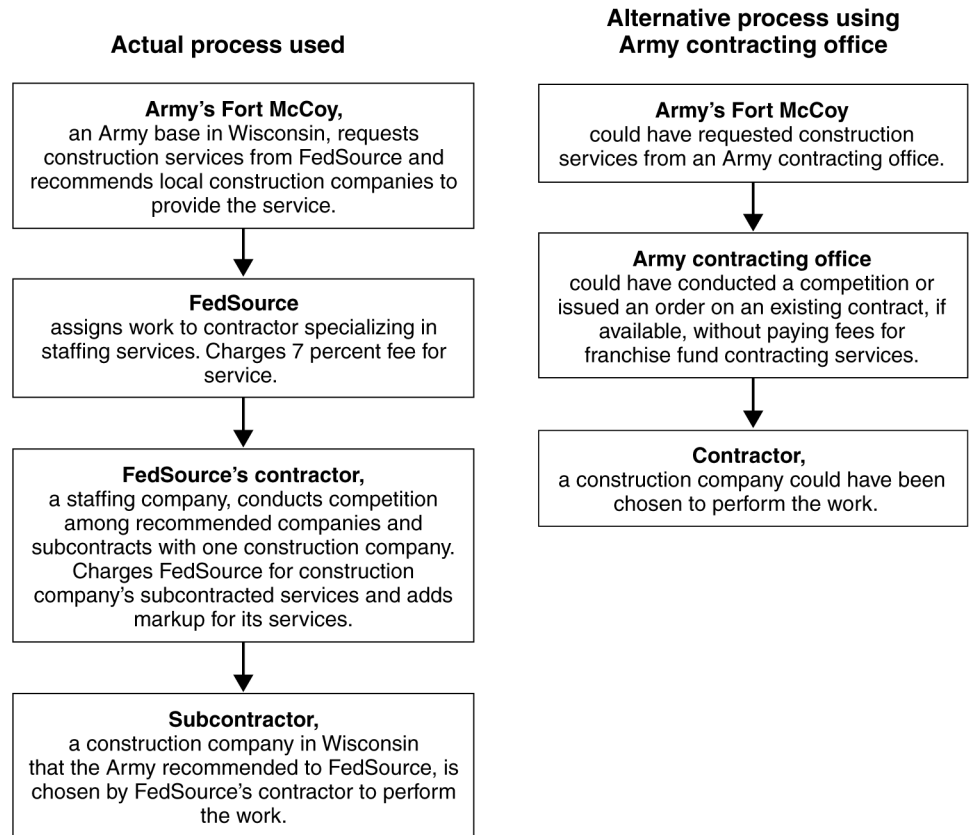 Actual process used
Army's Fort McCoy,
an Army base in Wisconsin, requests
construction services from FedSource and
recommends local construction companies to
provide the service.
FedSource
assigns work to contractor specializing in
staffing services. Charges 7 percent fee for
service.
FedSource's contractor,
a staffing company, conducts competition
among recommended companies and
subcontracts with one construction company.
Charges FedSource for construction
company's subcontracted services and adds
markup for its services.
Subcontractor,
a construction company in Wisconsin
that the Army recommended to FedSource, is
chosen by FedSource's contractor to perform
the work.
Alternative process using
Army contracting office
Army's Fort McCoy
could have requested construction
services from an Army contracting office.
Army contracting office
could have conducted a competition or
issued an order on an existing contract, if
available, without paying fees for
franchise fund contracting services.
Contractor,
a construction company could have been
chosen to perform the work.